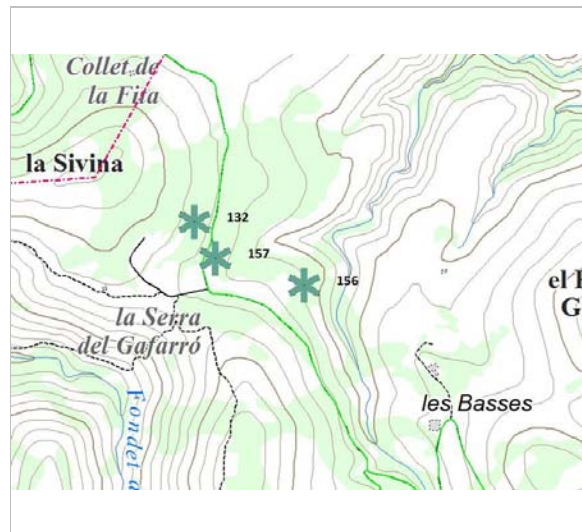 Collet de
la Fita
la Sivina
132
157
156
la Serra
del Gafarró
les Basses
Fondet